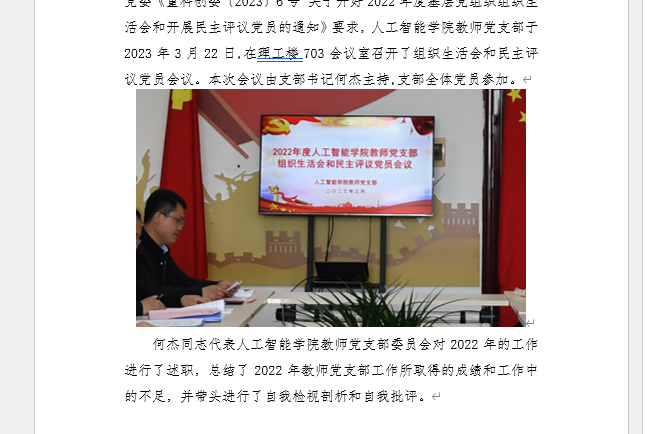 党委《重科创委〔2023〕6号 关于开好2022年度基层党组织组织生
活会和开展民主评议党员的通知》要求，人工智能学院教师党支部于
2023 年 3 月 22 日,在理工楼 703 会议室召开了组织生活会和民主评
议党员会议。本次会议由支部书记何杰主持,支部全体党员参加。
2022年度人工智能学院教师党支部
组织生活会和民主评议党员会议
人工智能学院教师党支部
二〇二三年三月
何杰同志代表人工智能学院教师党支部委员会对 2022 年的工作
进行了述职，总结了 2022 年教师党支部工作所取得的成绩和工作中
的不足，并带头进行了自我检视剖析和自我批评。